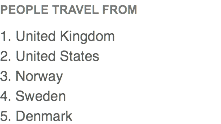 PEOPLE TRAVEL FROM
1. United Kingdom
2. United States
3. Norway
4. Sweden
5. Denmark